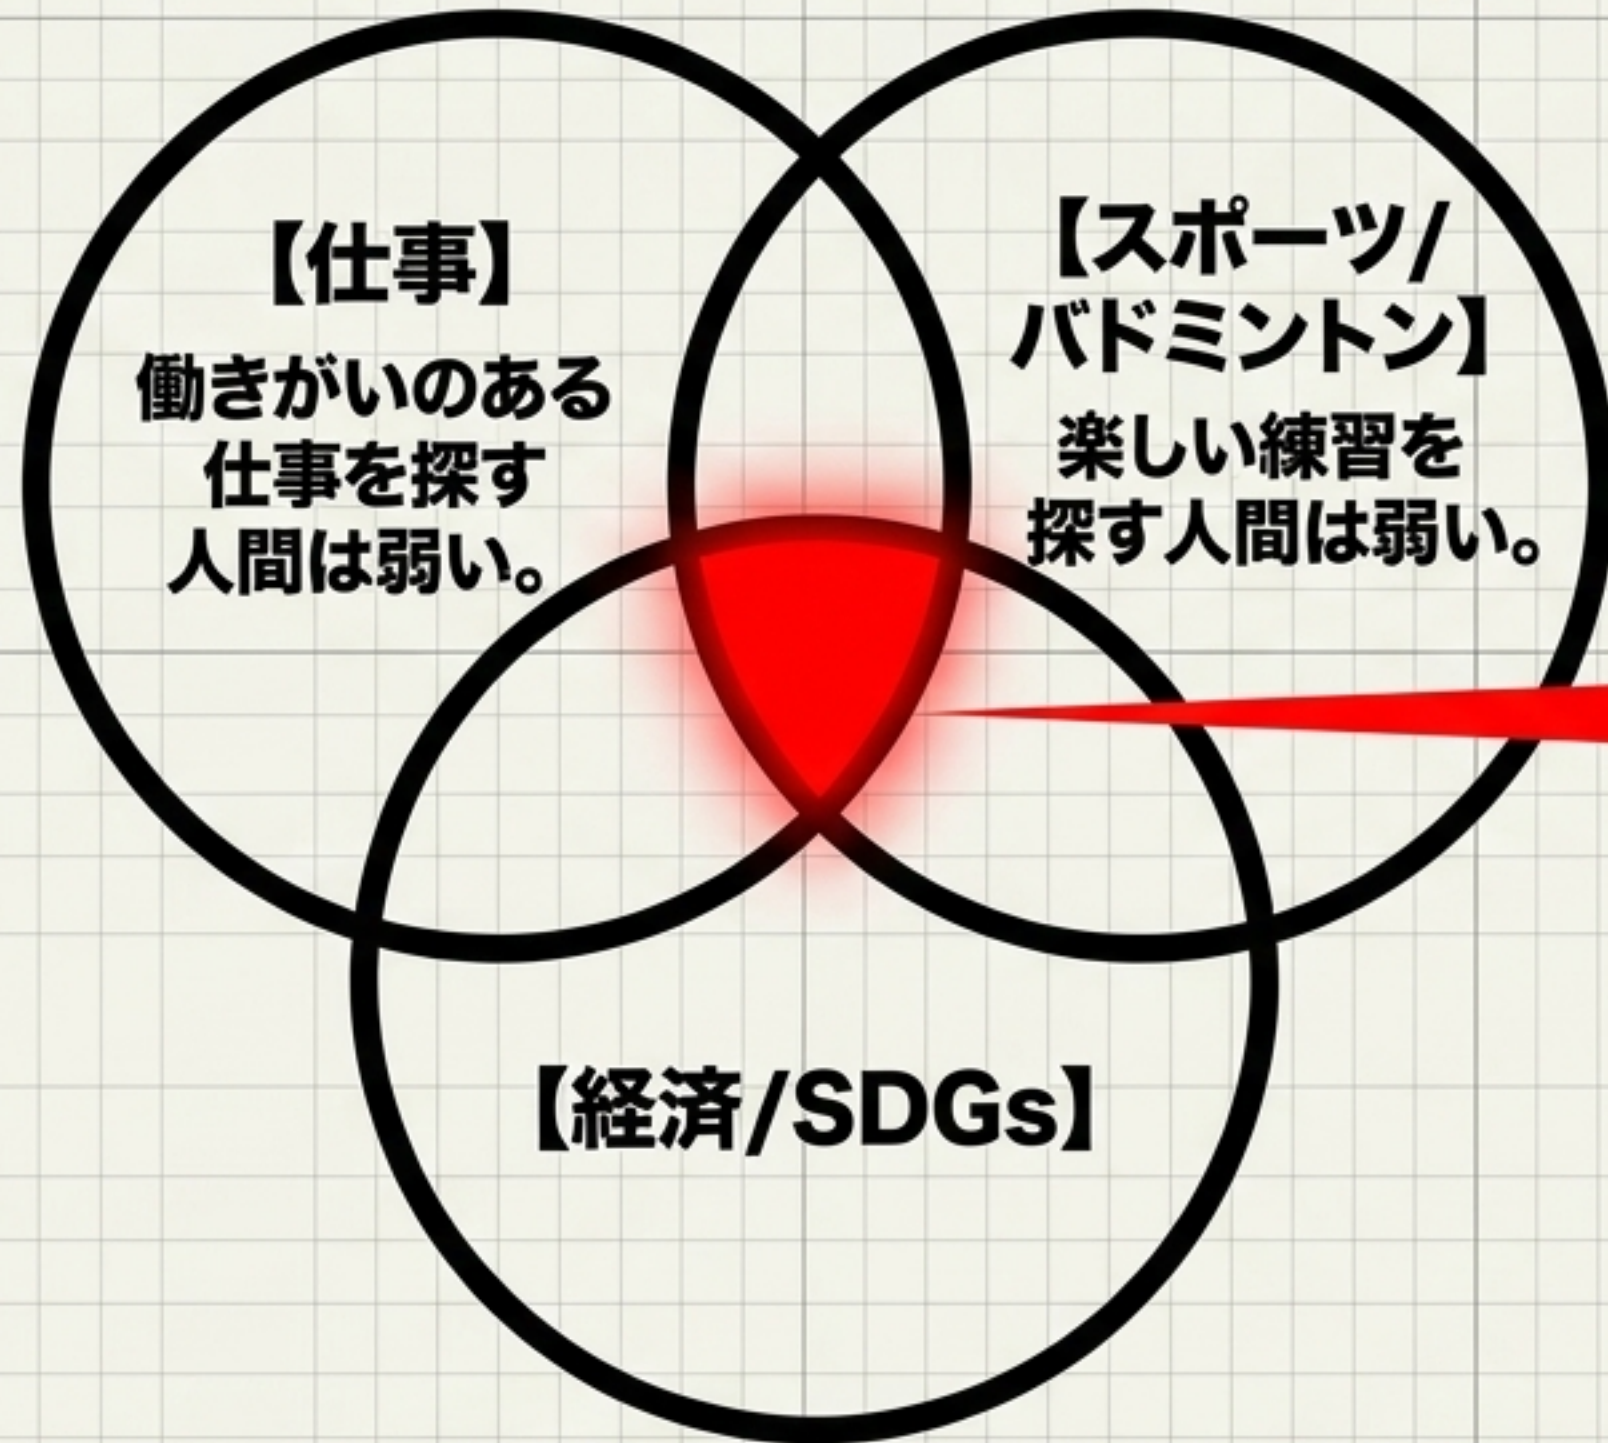 【仕事】
働きがいのある
仕事を探す
人間は弱い。
【スポーツ/
バドミントン】
楽しい練習を
探す人間は弱い。
【経済/SDGs】